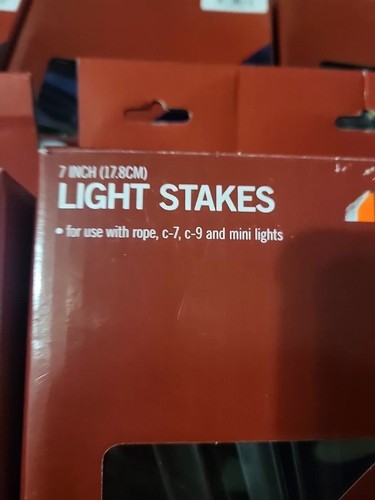 7 INCH (17.8CM)
LIGHT STAKES
• for use with rope, c-7, c-9 and mini lights